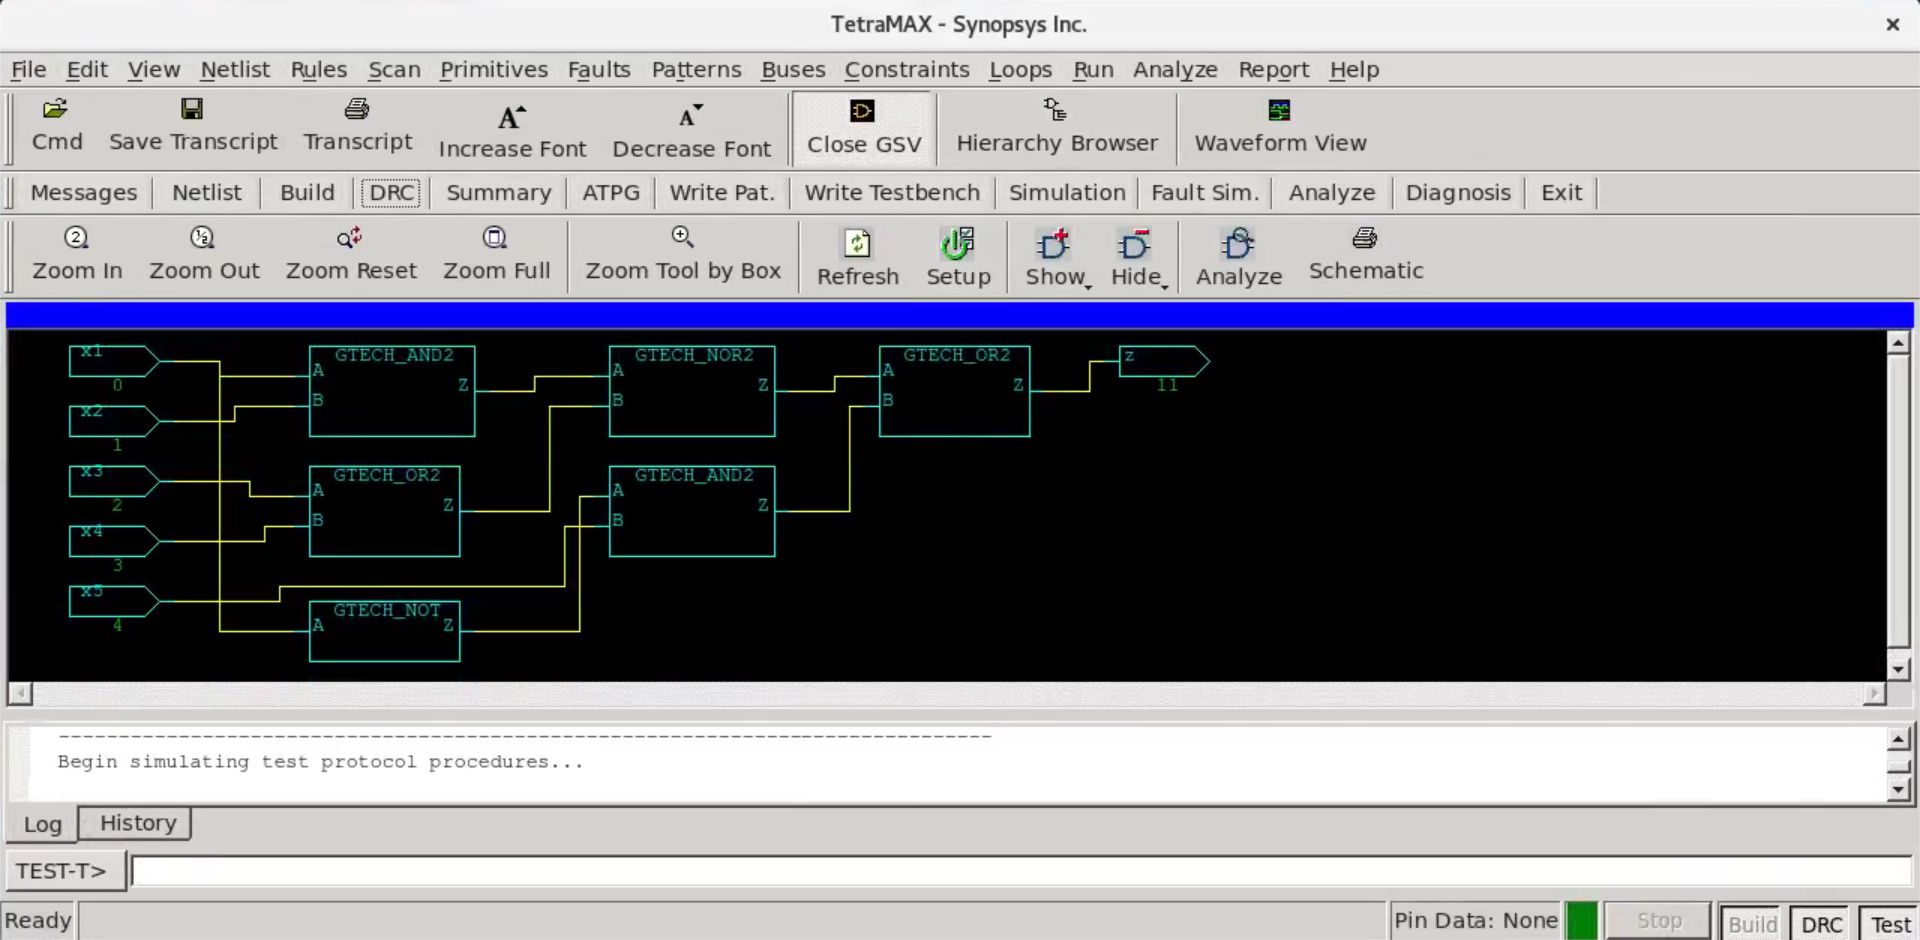 TetraMAX - Synopsys Inc.
File Edit View Netlist Rules Scan Primitives Faults Patterns Buses Constraints Loops Run Analyze Report Help
Cmd Save Transcript Transcript Increase Font Decrease Font Close GSV Hierarchy Browser Waveform View
Messages Netlist Build DRC Summary ATPG Write Pat. Write Testbench Simulation Fault Sim. Analyze Diagnosis Exit
Zoom In Zoom Out Zoom Reset Zoom Full Zoom Tool by Box Refresh Setup Show Hide Analyze Schematic
x1 GTECH_AND2 GTECH_NOR2 GTECH_OR2 z
A A A
0 Z Z Z 11
x2 B B B
1
x3 GTECH_OR2 GTECH_AND2
A A
2 Z Z
x4 B B
3
x5
GTECH_NOT
4 A Z
--------------------------------------------------------------------------------
Begin simulating test protocol procedures...
Log History
TEST-T>
Ready Pin Data: None Stop Build DRC Test